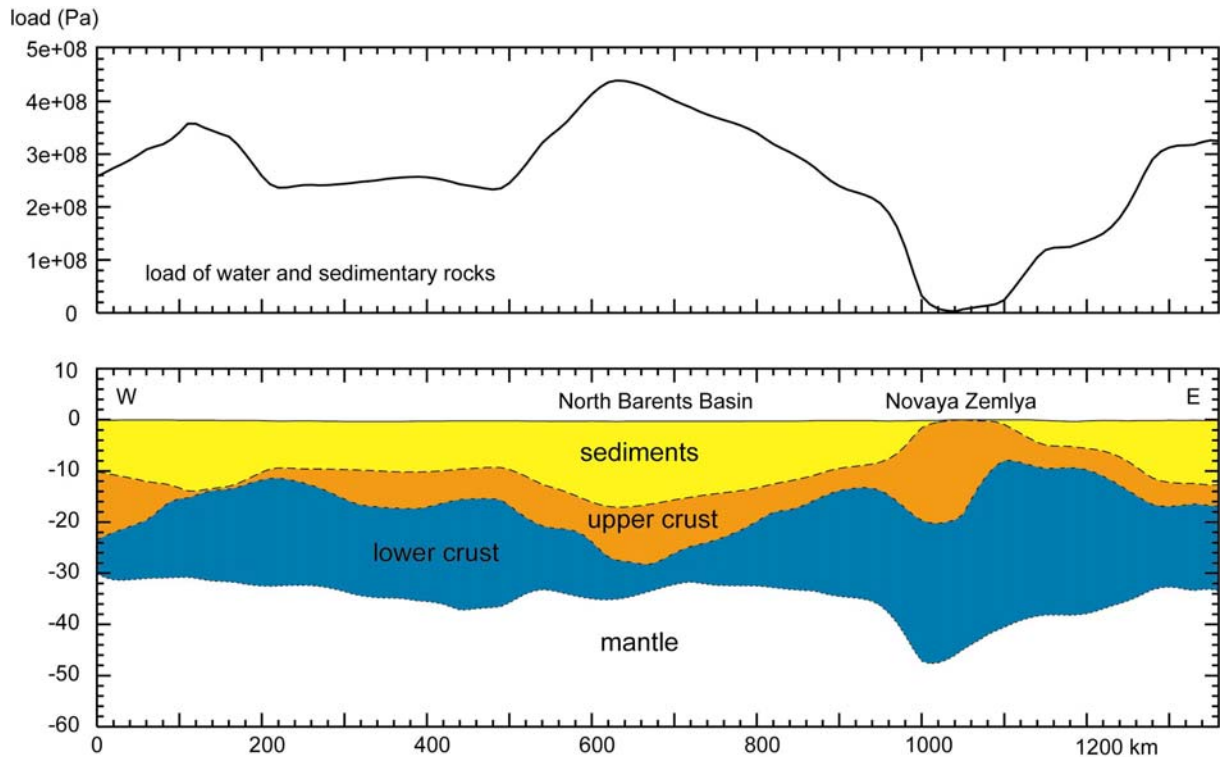 load (Pa)
5e+08
4e+08
3e+08
2e+08
1e+08
0
load of water and sedimentary rocks
10
0
-10
-20
-30
-40
-50
-60
W
North Barents Basin
Novaya Zemlya
E
sediments
upper crust
lower crust
mantle
0 200 400 600 800 1000 1200 km